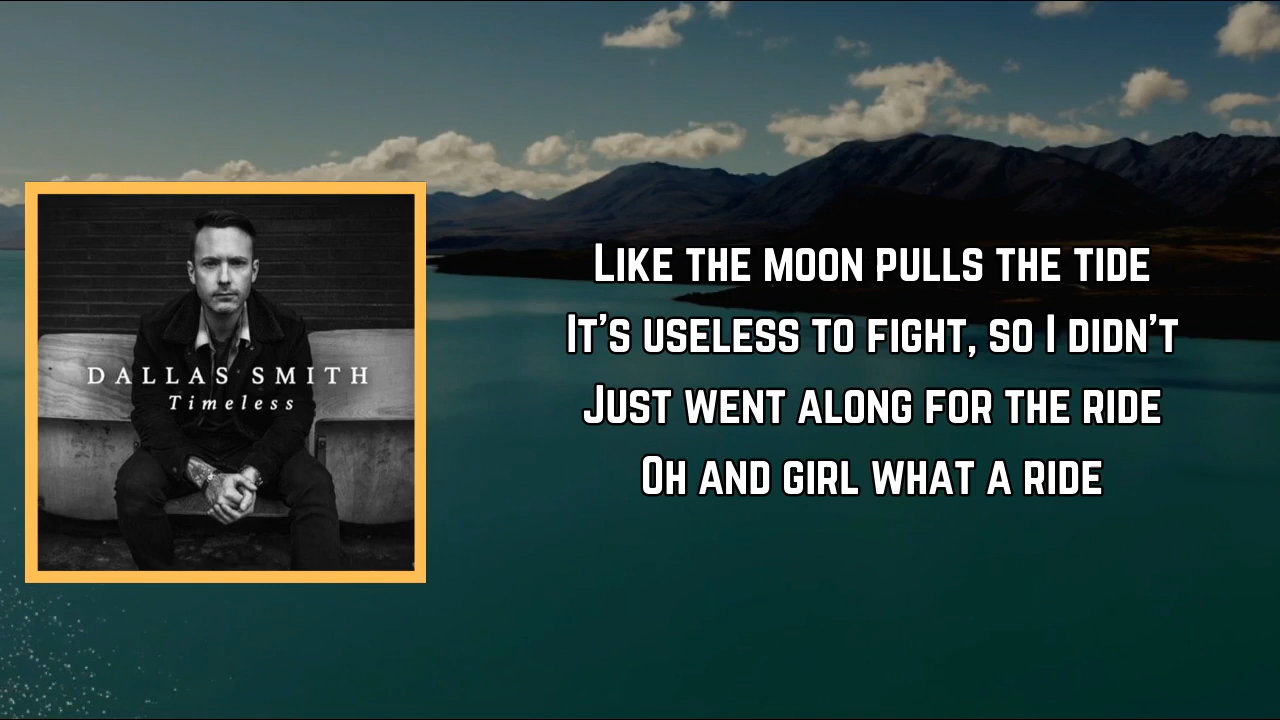 DALLAS SMITH
Timeless
Like the moon pulls the tide
It's useless to fight, so I didn't
Just went along for the ride
Oh and girl what a ride